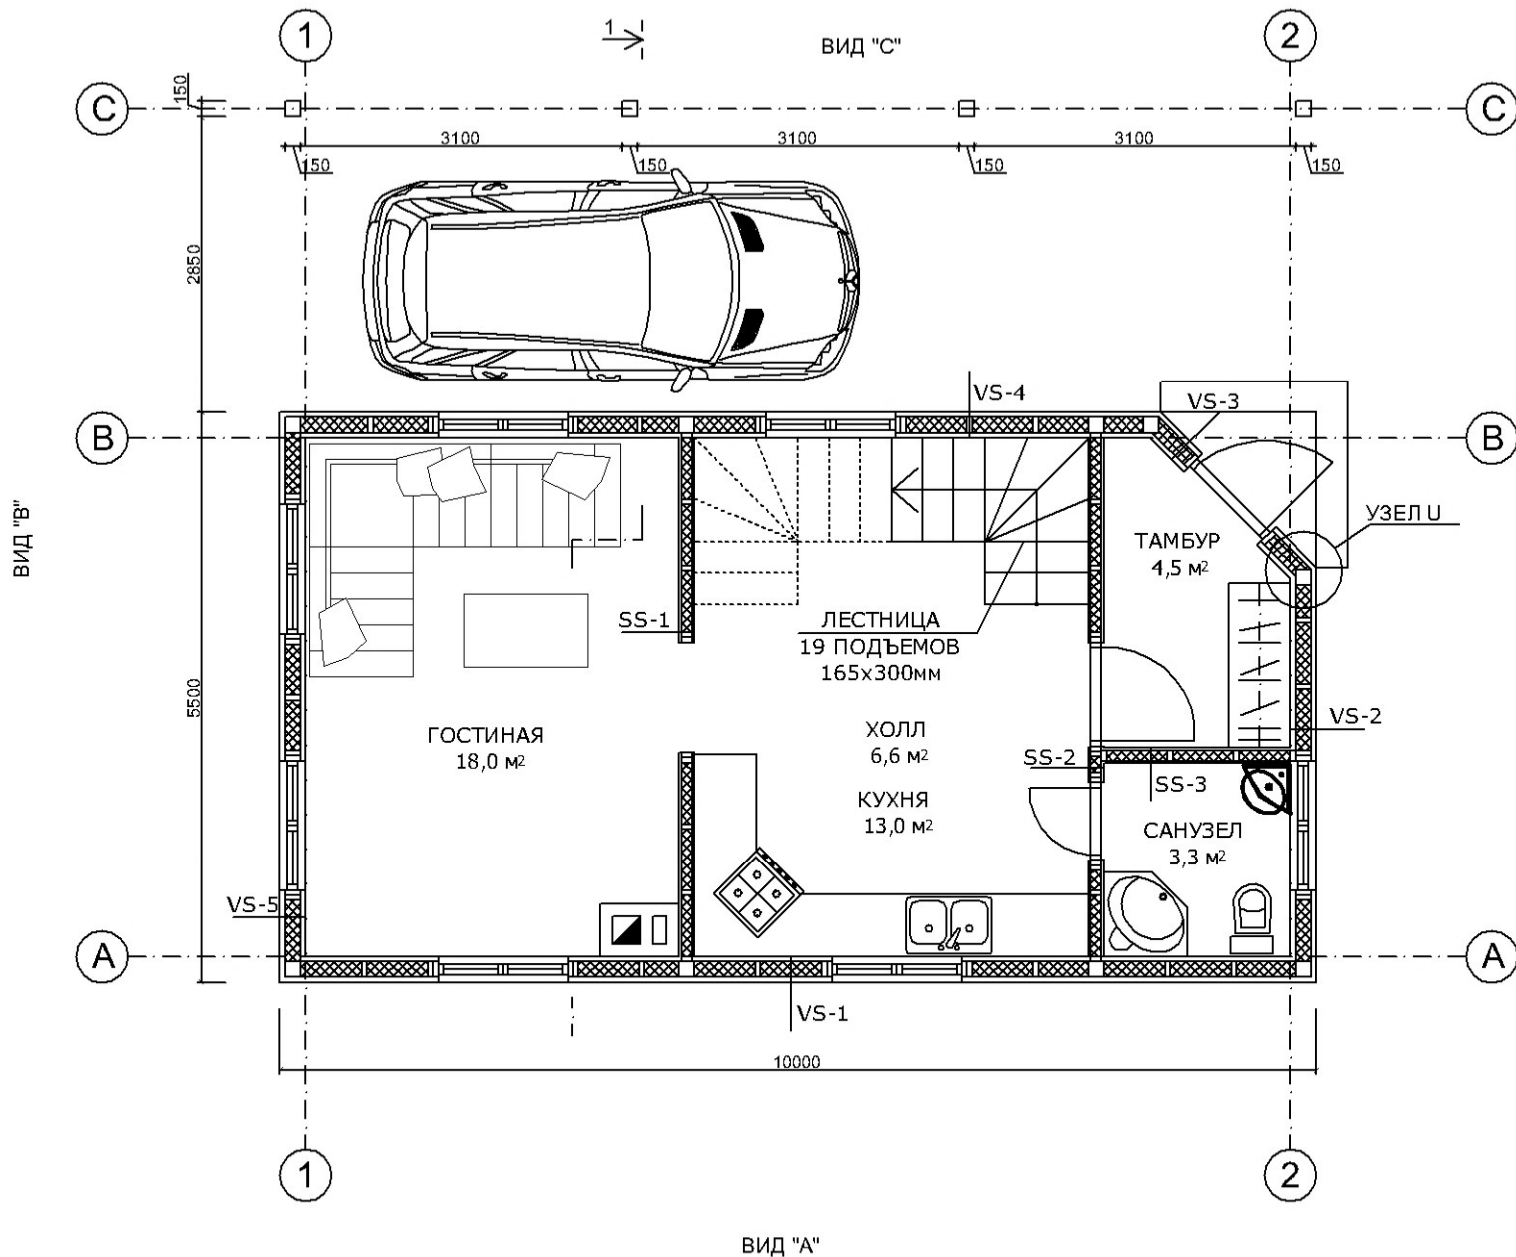 1
1
ВИД "С"
2
150
C
C
3100
3100
3100
150
150
150
150
2850
VS-4
VS-3
B
B
ВИД "В"
УЗЕЛ U
ТАМБУР
4,5 м²
SS-1
ЛЕСТНИЦА
19 ПОДЪЕМОВ
165х300мм
5500
ГОСТИНАЯ
18,0 м²
ХОЛЛ
6,6 м²
VS-2
SS-2
SS-3
КУХНЯ
13,0 м²
САНУЗЕЛ
3,3 м²
VS-5
A
A
VS-1
10000
1
2
ВИД "А"